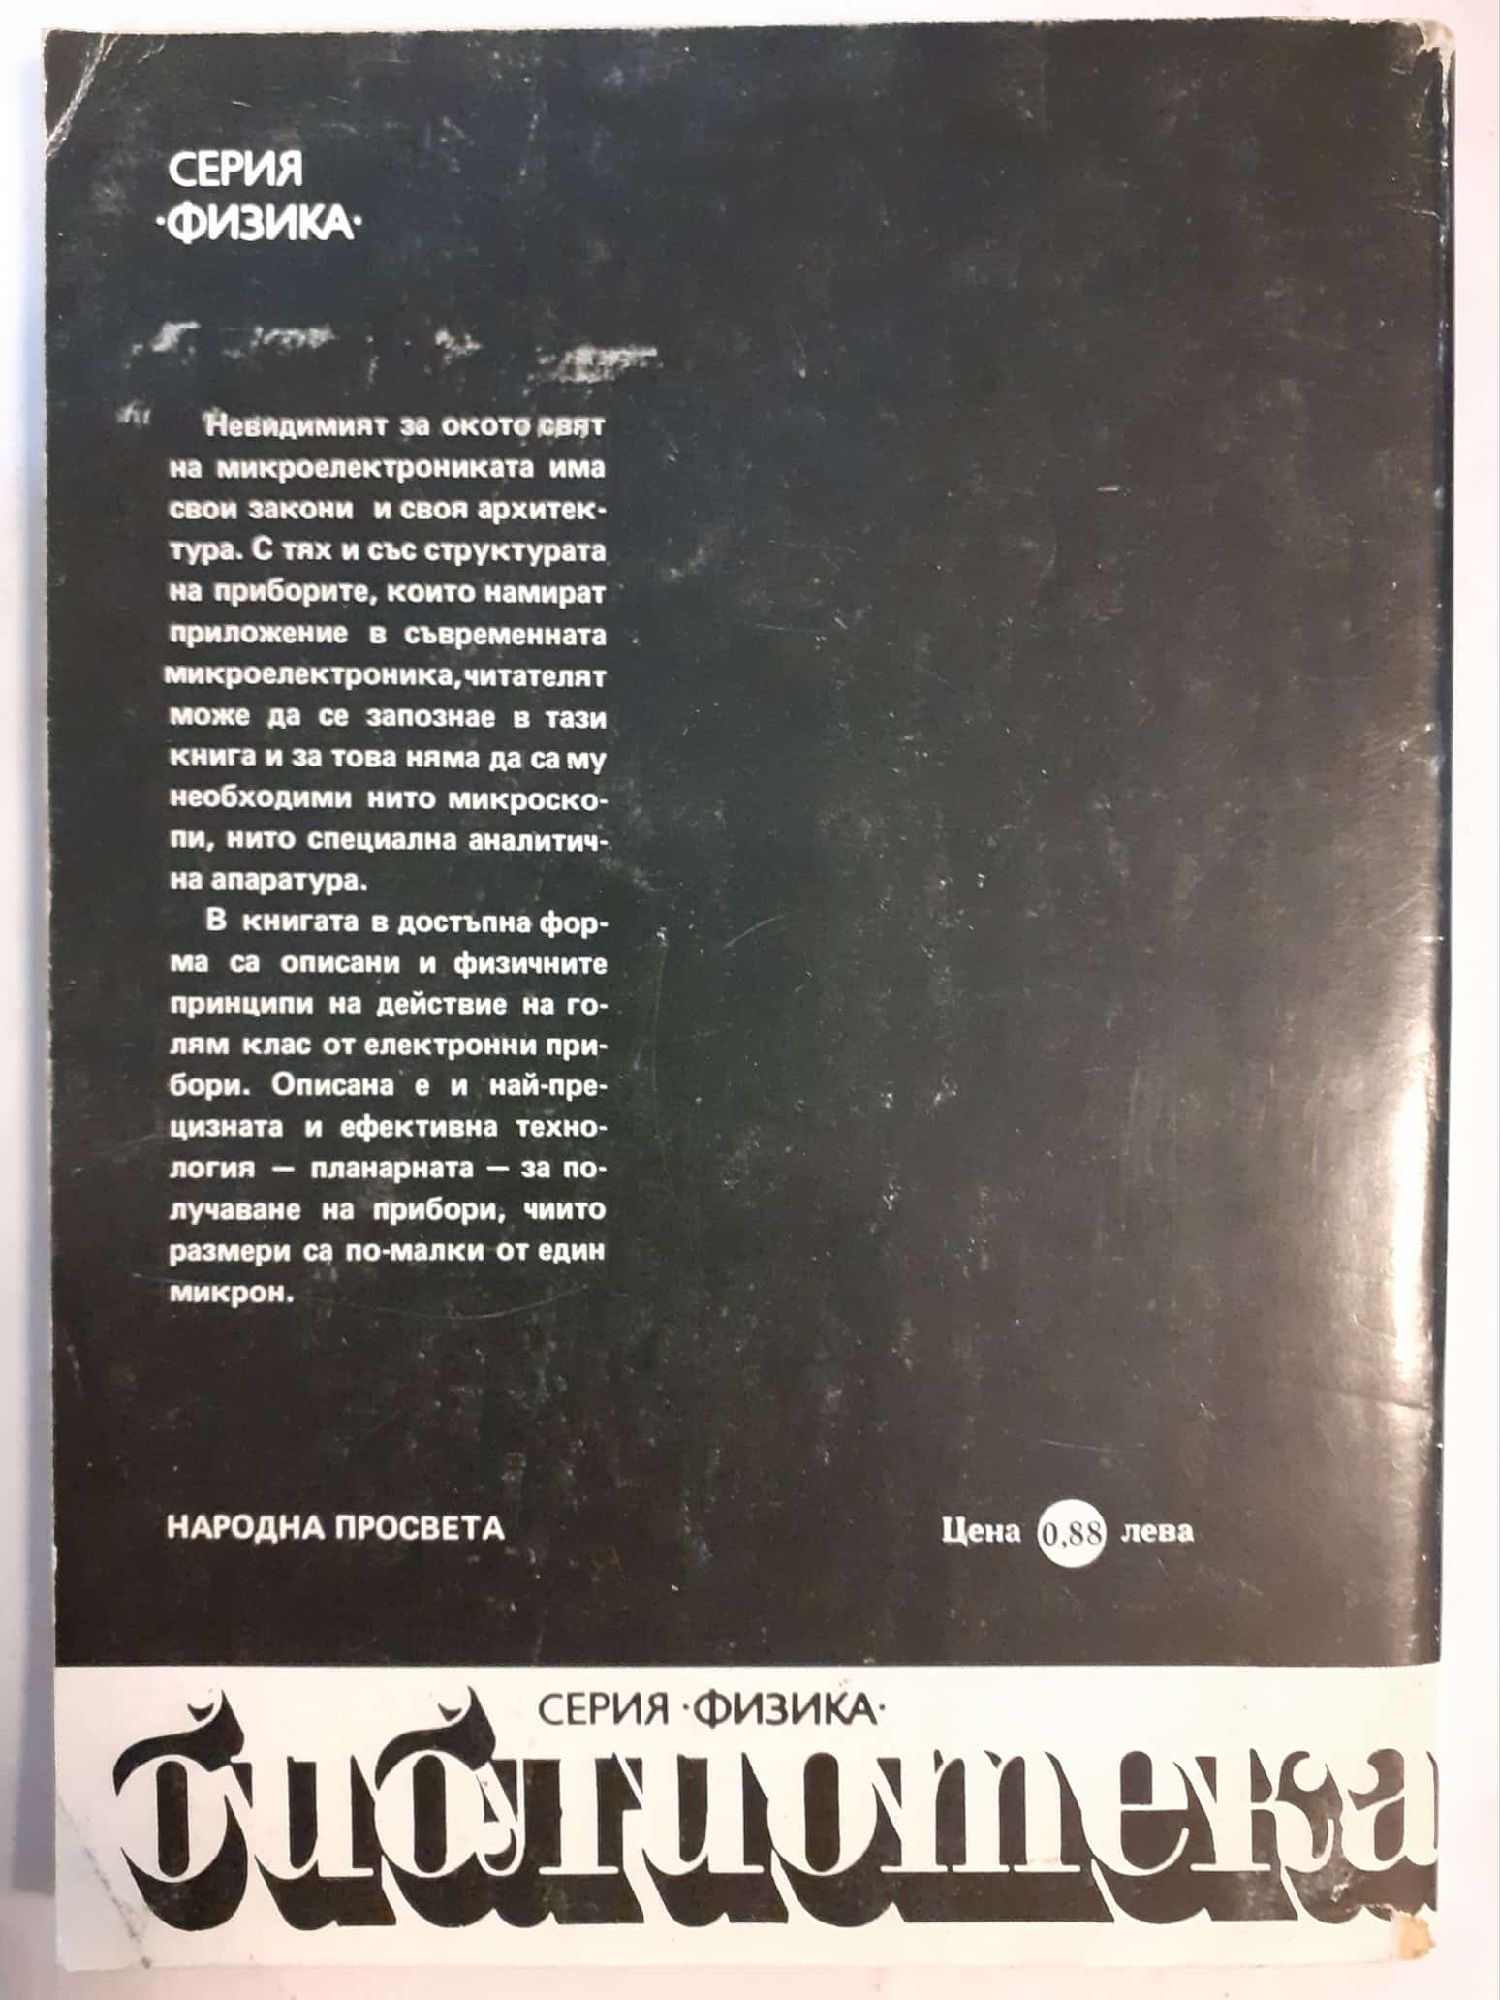 СЕРИЯ
·ФИЗИКА·
Невидимият за окото свят
на микроелектрониката има
свои закони и своя архитек-
тура. С тях и със структурата
на приборите, които намират
приложение в съвременната
микроелектроника, читателят
може да се запознае в тази
книга и за това няма да са му
необходими нито микроско-
пи, нито специална аналитич-
на апаратура.
В книгата в достъпна фор-
ма са описани и физичните
принципи на действие на го-
лям клас от електронни при-
бори. Описана е и най-пре-
цизната и ефективна техно-
логия — планарната — за по-
лучаване на прибори, чиито
размери са по-малки от един
микрон.
НАРОДНА ПРОСВЕТА
Цена 0,88 лева
СЕРИЯ ·ФИЗИКА·
библиотека